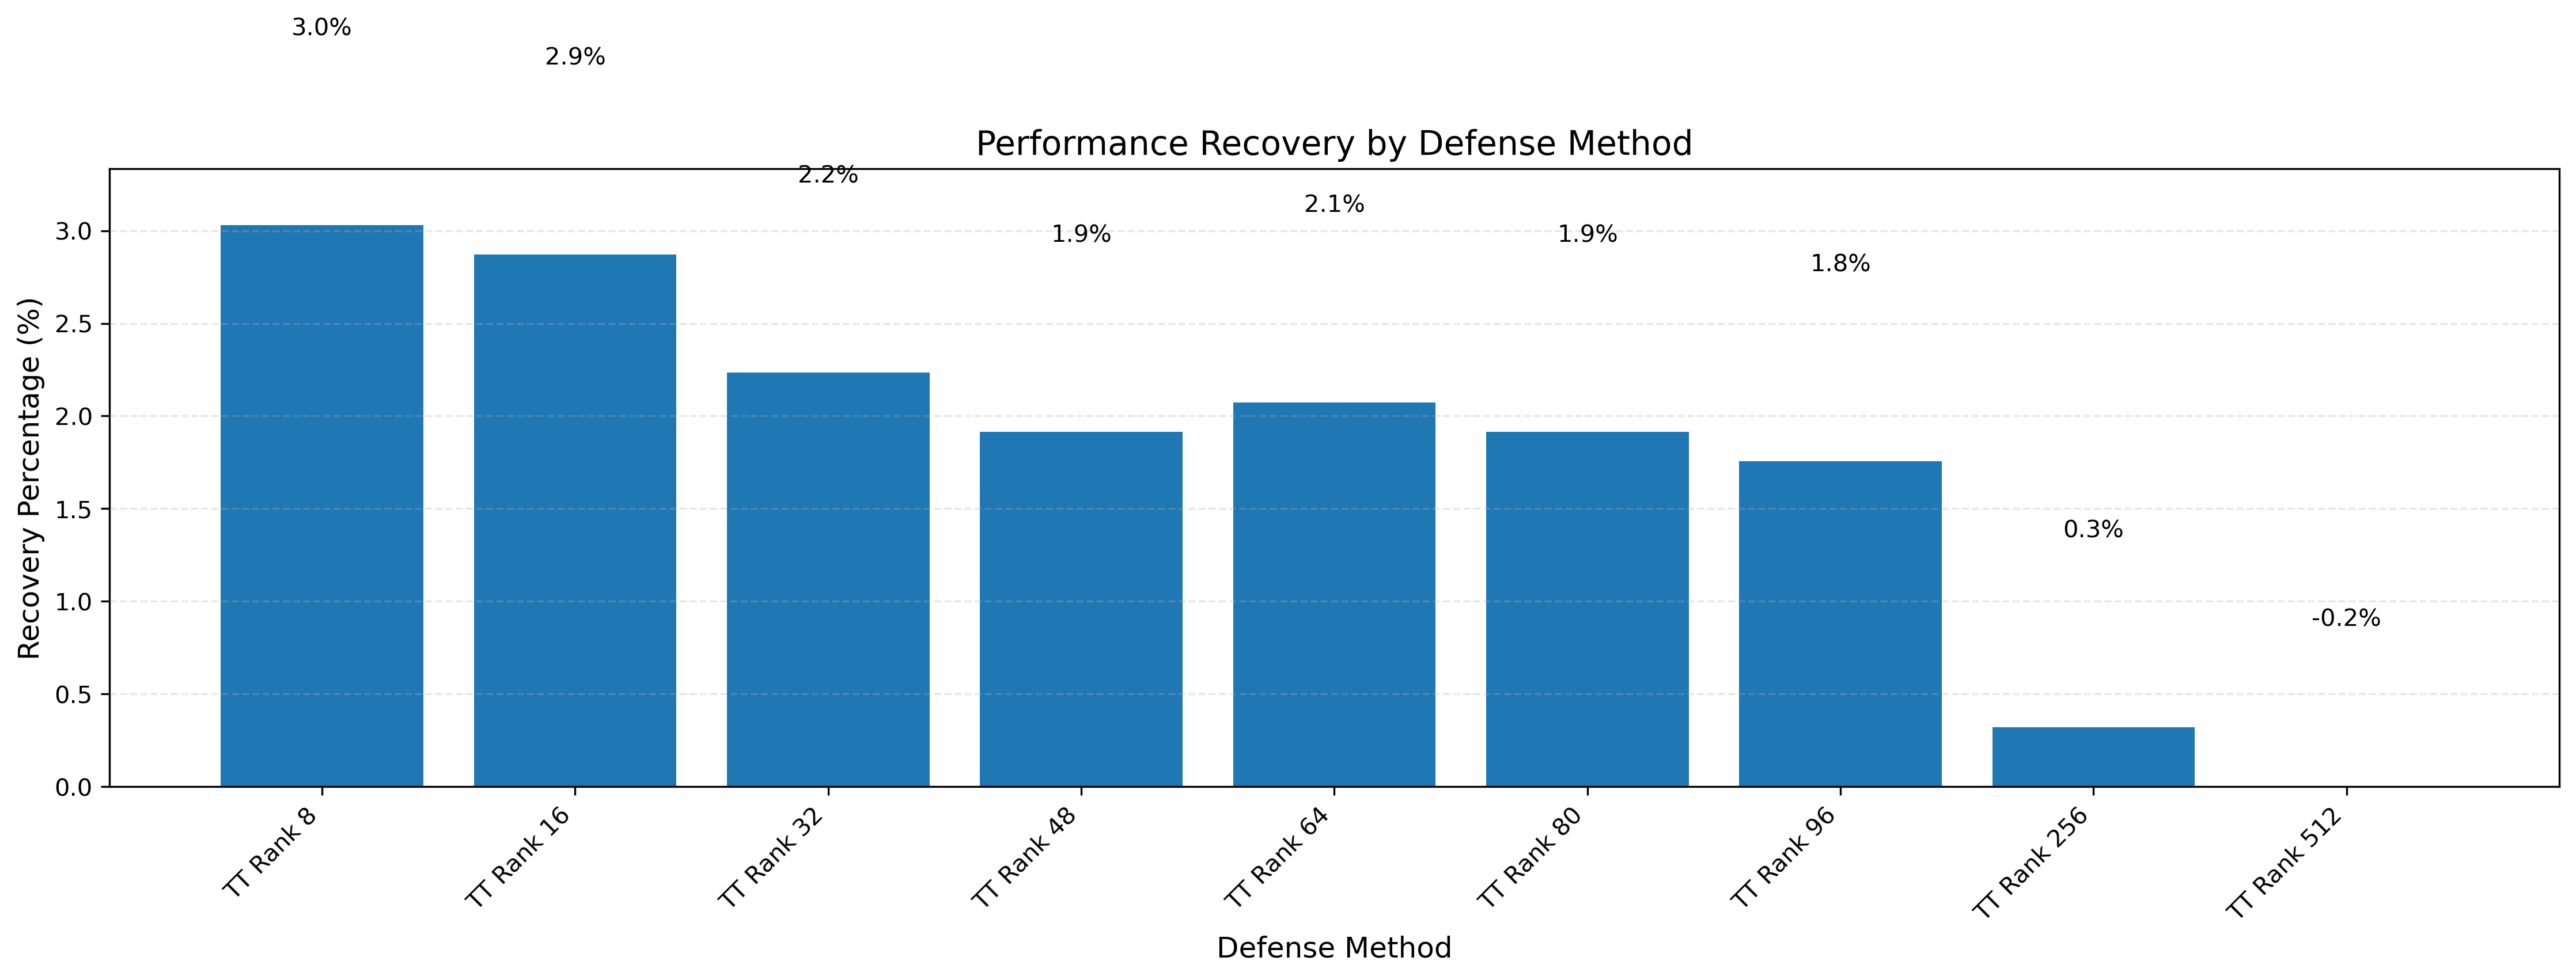 3.0%
2.9%
Performance Recovery by Defense Method
2.2%
2.1%
1.9%
1.9%
1.8%
0.3%
-0.2%
Recovery Percentage (%)
3.0
2.5
2.0
1.5
1.0
0.5
0.0
TT Rank 8
TT Rank 16
TT Rank 32
TT Rank 48
TT Rank 64
TT Rank 80
TT Rank 96
TT Rank 256
TT Rank 512
Defense Method